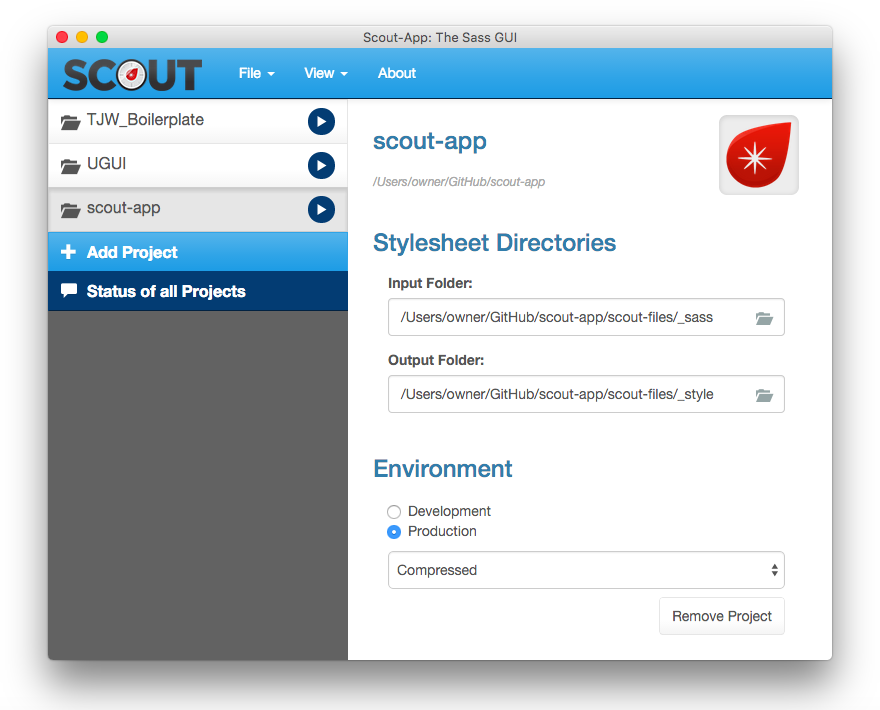 Scout-App: The Sass GUI
SCOUT
File View About
TJW_Boilerplate
UGUI
scout-app
Add Project
Status of all Projects
scout-app
/Users/owner/GitHub/scout-app
Stylesheet Directories
Input Folder:
/Users/owner/GitHub/scout-app/scout-files/_sass
Output Folder:
/Users/owner/GitHub/scout-app/scout-files/_style
Environment
Development
Production
Compressed
Remove Project